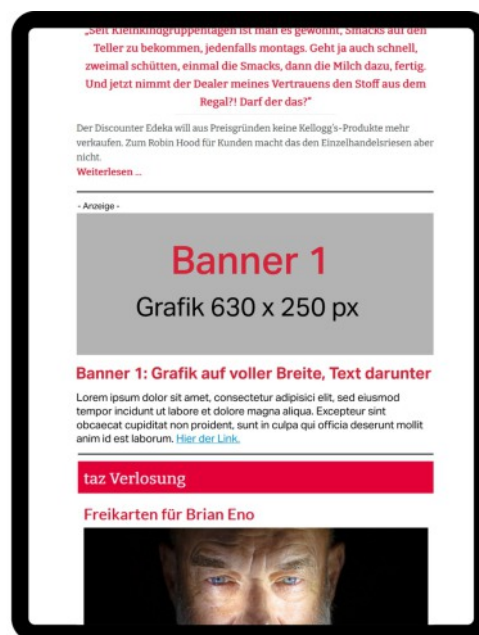 „Seit Kleinkindgruppentagen ist man es gewohnt, Smacks auf den
Teller zu bekommen, jedenfalls montags. Geht ja auch schnell,
zweimal schütten, einmal die Smacks, dann die Milch dazu, fertig.
Und jetzt nimmt der Dealer meines Vertrauens den Stoff aus dem
Regal?! Darf der das?“
Der Discounter Edeka will aus Preisgründen keine Kellogg's-Produkte mehr
verkaufen. Zum Robin Hood für Kunden macht das den Einzelhandelsriesen aber
nicht.
Weiterlesen ...
- Anzeige -
Banner 1
Grafik 630 x 250 px
Banner 1: Grafik auf voller Breite, Text darunter
Lorem ipsum dolor sit amet, consectetur adipisici elit, sed eiusmod
tempor incidunt ut labore et dolore magna aliqua. Excepteur sint
obcaecat cupiditat non proident, sunt in culpa qui officia deserunt mollit
anim id est laborum. Hier der Link.
taz Verlosung
Freikarten für Brian Eno